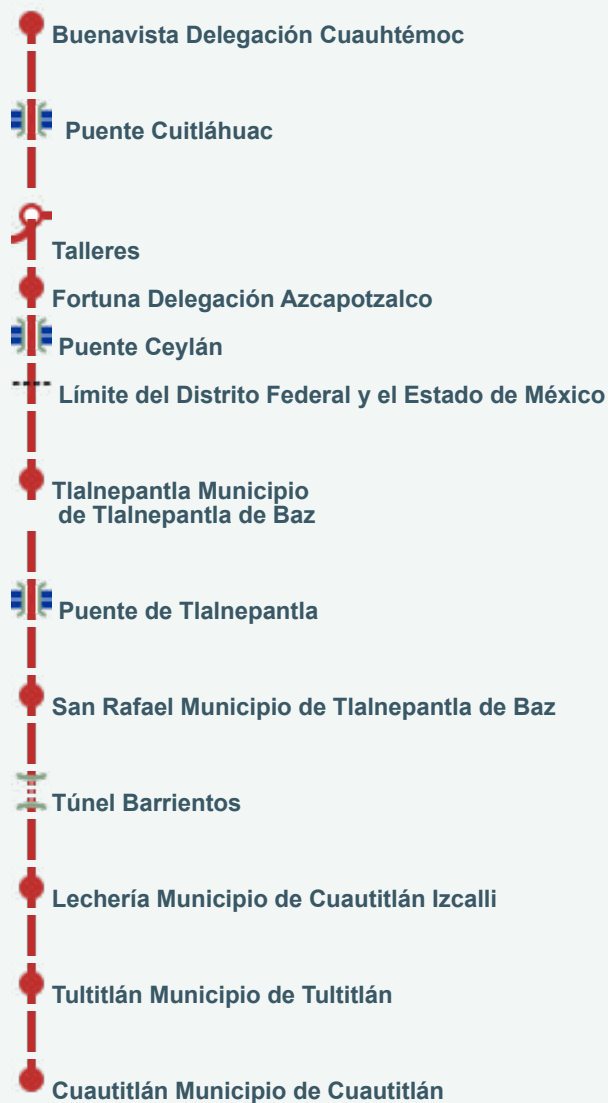 Buenavista Delegación Cuauhtémoc
Puente Cuitláhuac
Talleres
Fortuna Delegación Azcapotzalco
Puente Ceylán
Límite del Distrito Federal y el Estado de México
Tlalnepantla Municipio
de Tlalnepantla de Baz
Puente de Tlalnepantla
San Rafael Municipio de Tlalnepantla de Baz
Túnel Barrientos
Lechería Municipio de Cuautitlán Izcalli
Tultitlán Municipio de Tultitlán
Cuautitlán Municipio de Cuautitlán